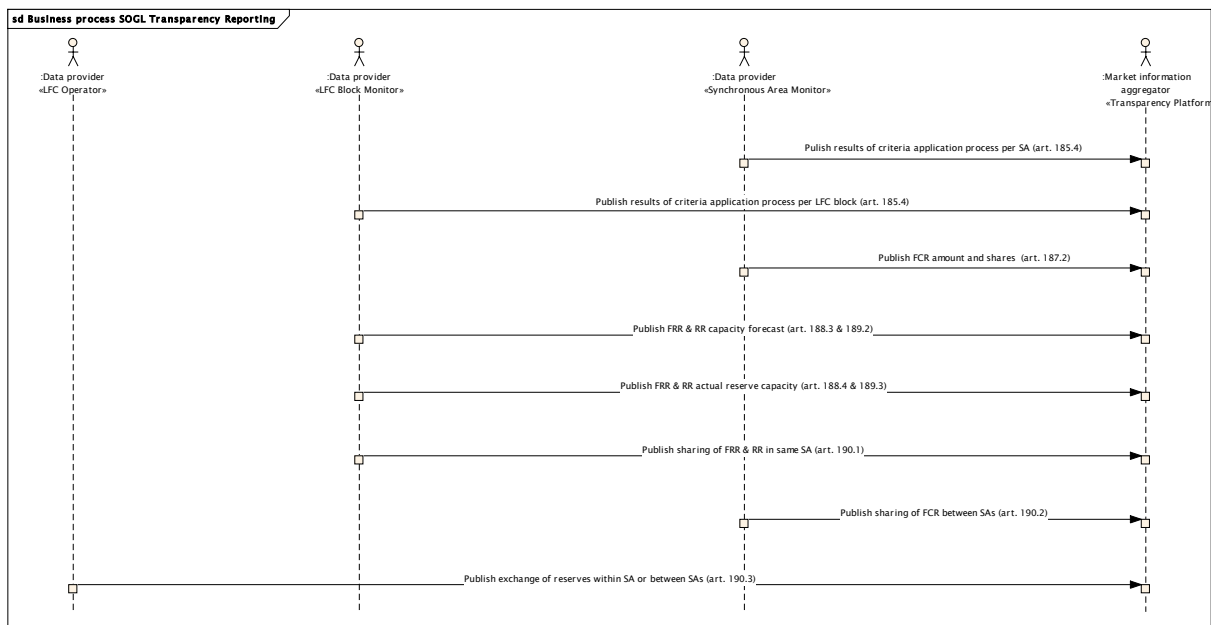 sd Business process SOGL Transparency Reporting
:Data provider
«LFC Operator»
:Data provider
«LFC Block Monitor»
:Data provider
«Synchronous Area Monitor»
:Market information
aggregator
«Transparency Platform
Pulish results of criteria application process per SA (art. 185.4)
Publish results of criteria application process per LFC block (art. 185.4)
Publish FCR amount and shares (art. 187.2)
Publish FRR & RR capacity forecast (art. 188.3 & 189.2)
Publish FRR & RR actual reserve capacity (art. 188.4 & 189.3)
Publish sharing of FRR & RR in same SA (art. 190.1)
Publish sharing of FCR between SAs (art. 190.2)
Publish exchange of reserves within SA or between SAs (art. 190.3)